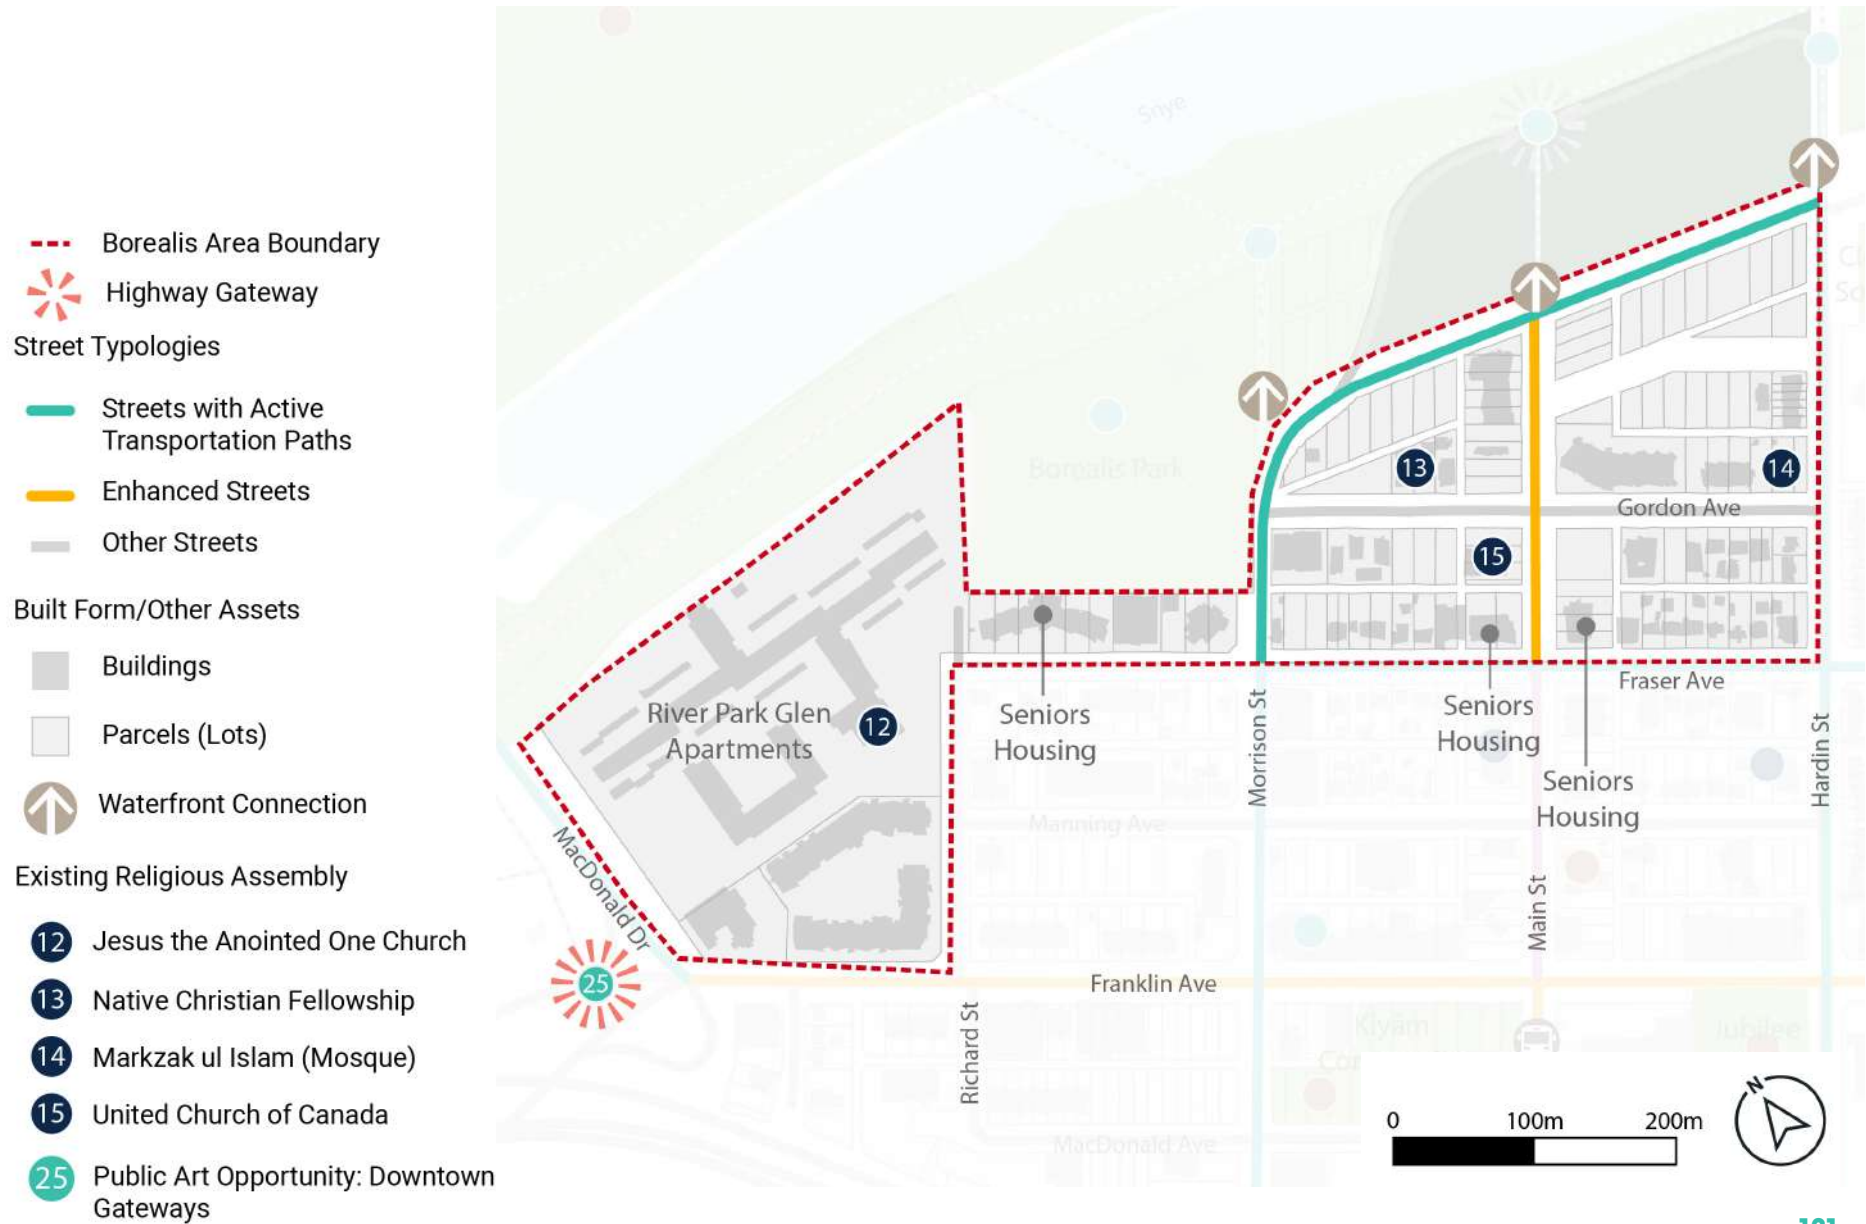 Borealis Area Boundary
Highway Gateway
Street Typologies
Streets with Active
Transportation Paths
Enhanced Streets
Other Streets
Built Form/Other Assets
Buildings
Parcels (Lots)
Waterfront Connection
Existing Religious Assembly
12 Jesus the Anointed One Church
13 Native Christian Fellowship
14 Markzak ul Islam (Mosque)
15 United Church of Canada
25 Public Art Opportunity: Downtown
Gateways
Snye
Borealis Park
13
14
Gordon Ave
15
River Park Glen
Apartments
12
Seniors
Housing
Seniors
Housing
Seniors
Housing
Fraser Ave
Morrison St
Hardin St
Manning Ave
MacDonald Dr
Main St
25
Franklin Ave
Richard St
Kiyām
Jubilee
MacDonald Ave
0 100m 200m
N